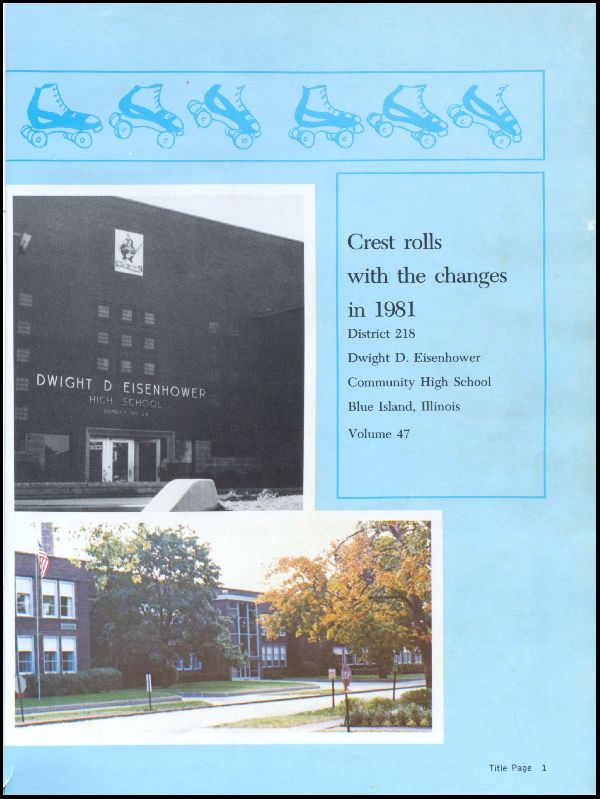 Crest rolls
with the changes
in 1981
District 218
Dwight D. Eisenhower
Community High School
Blue Island, Illinois
Volume 47
DWIGHT D EISENHOWER
HIGH SCHOOL
Title Page 1